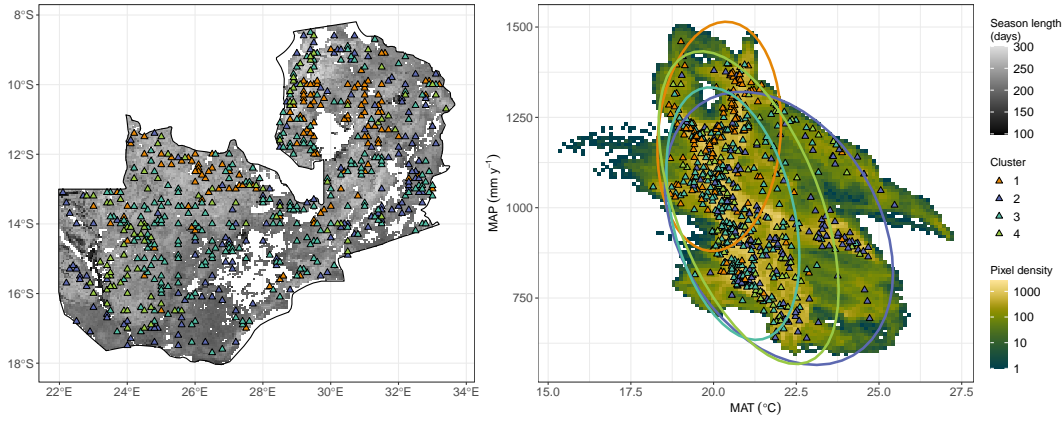 8°S
10°S
12°S
14°S
16°S
18°S
22°E
24°E
26°E
28°E
30°E
32°E
34°E
1500
1250
1000
750
MAP (mm y⁻¹)
15.0
17.5
20.0
22.5
25.0
27.5
MAT (°C)
Season length
(days)
300
250
200
150
100
Cluster
1
2
3
4
Pixel density
1000
100
10
1